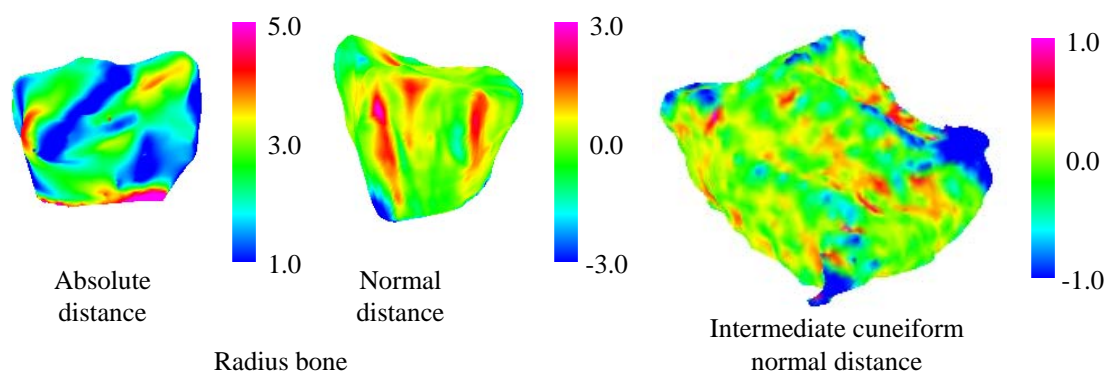 5.0
3.0
1.0
Absolute
distance
3.0
0.0
-3.0
Normal
distance
Radius bone
1.0
0.0
-1.0
Intermediate cuneiform
normal distance